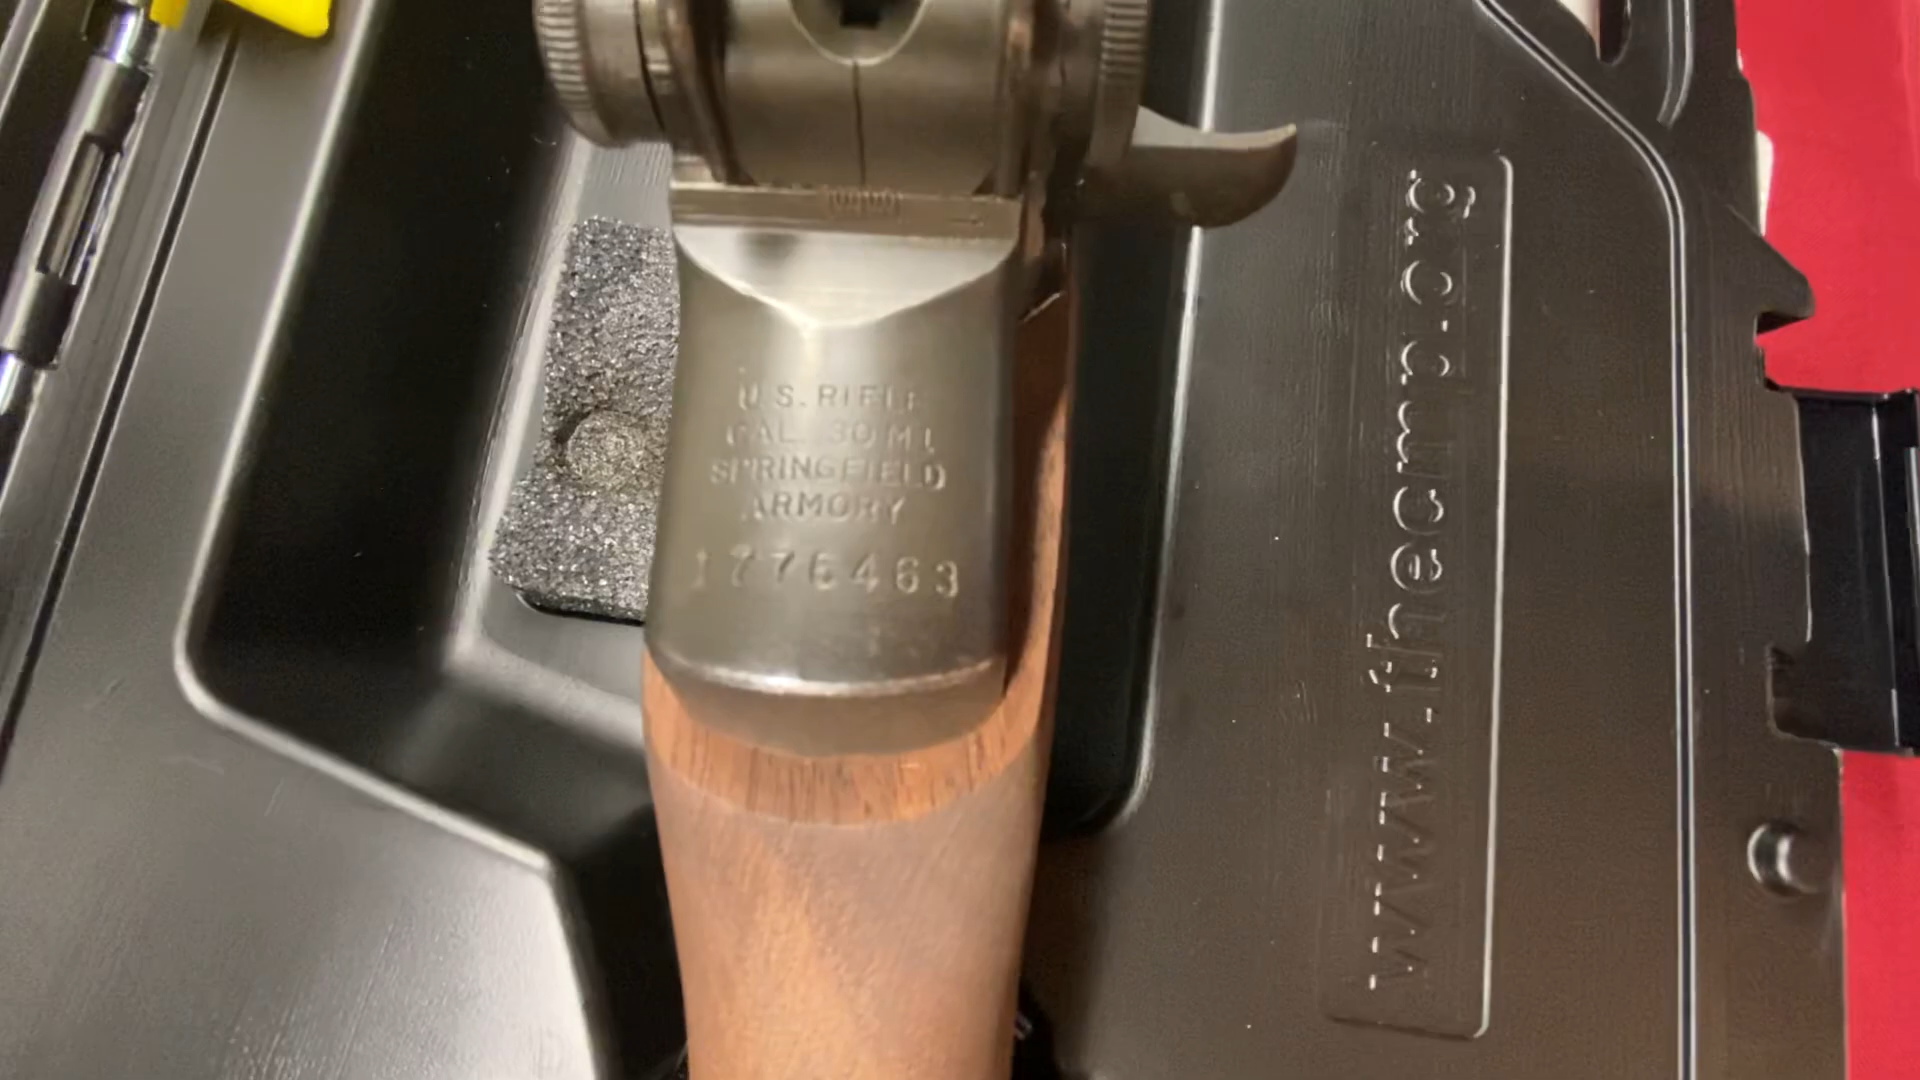 U.S. RIFLE
CAL. .30 M1
SPRINGFIELD
ARMORY
1776463
www.thecmp.org